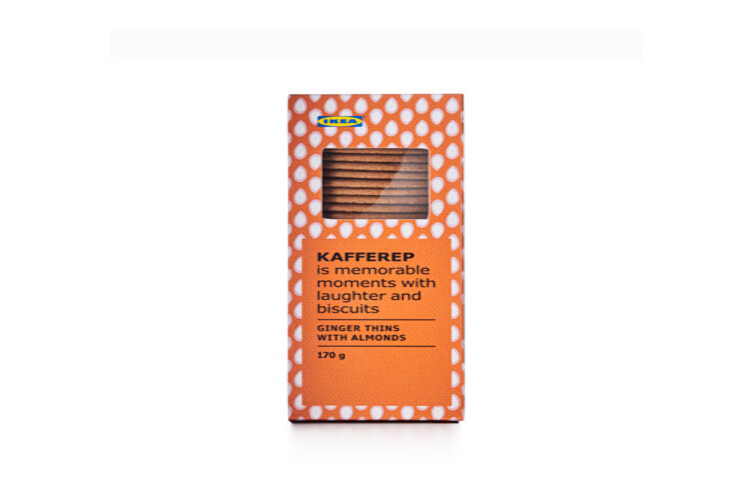 IKEA
KAFFEREP
is memorable
moments with
laughter and
biscuits
GINGER THINS
WITH ALMONDS
170 g